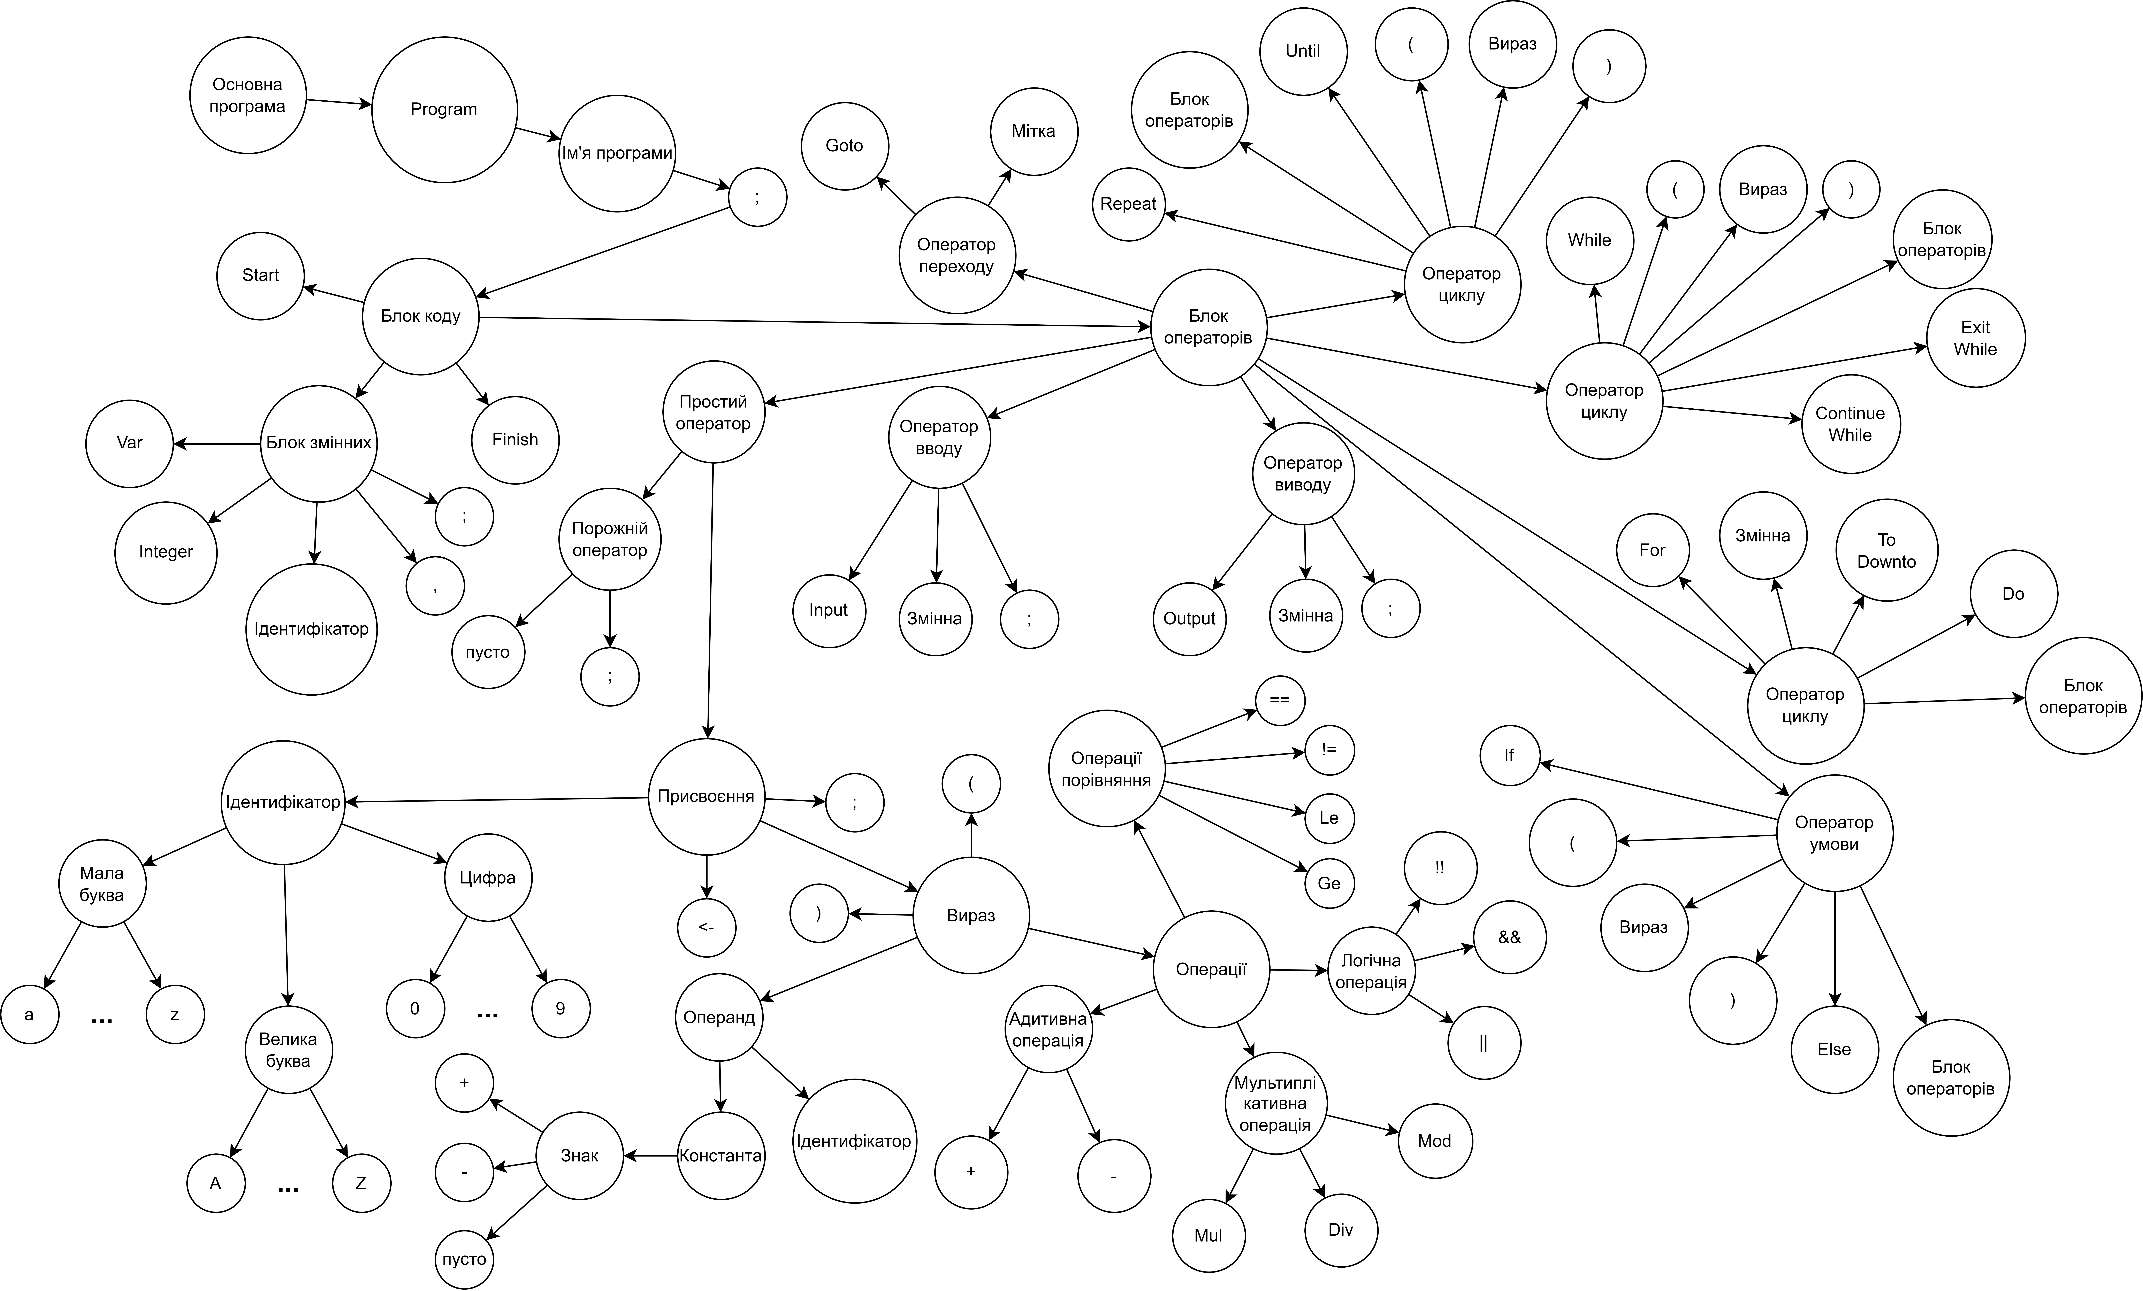 Основна
програма
Program
Ім'я програми
;
Goto
Мітка
Оператор
переходу
Repeat
Блок
операторів
Until
(
Вираз
)
Оператор
циклу
While
(
Вираз
)
Блок
операторів
Exit
While
Continue
While
Оператор
циклу
Start
Блок коду
Блок
операторів
Var
Блок змінних
Finish
Integer
Ідентифікатор
,
;
Простий
оператор
Порожній
оператор
пусто
;
Оператор
вводу
Input
Змінна
;
Оператор
виводу
Output
Змінна
;
For
Змінна
To
Downto
Do
Блок
операторів
Оператор
циклу
Ідентифікатор
Присвоєння
;
<-
Мала
буква
a
...
z
Велика
буква
A
...
Z
Цифра
0
...
9
(
)
Вираз
Операнд
Константа
Ідентифікатор
Знак
+
-
пусто
Операції
порівняння
==
!=
Le
Ge
Операції
Логічна
операція
!!
&&
||
Адитивна
операція
+
-
Мультиплі
кативна
операція
Mul
Div
Mod
If
(
Вираз
)
Else
Блок
операторів
Оператор
умови